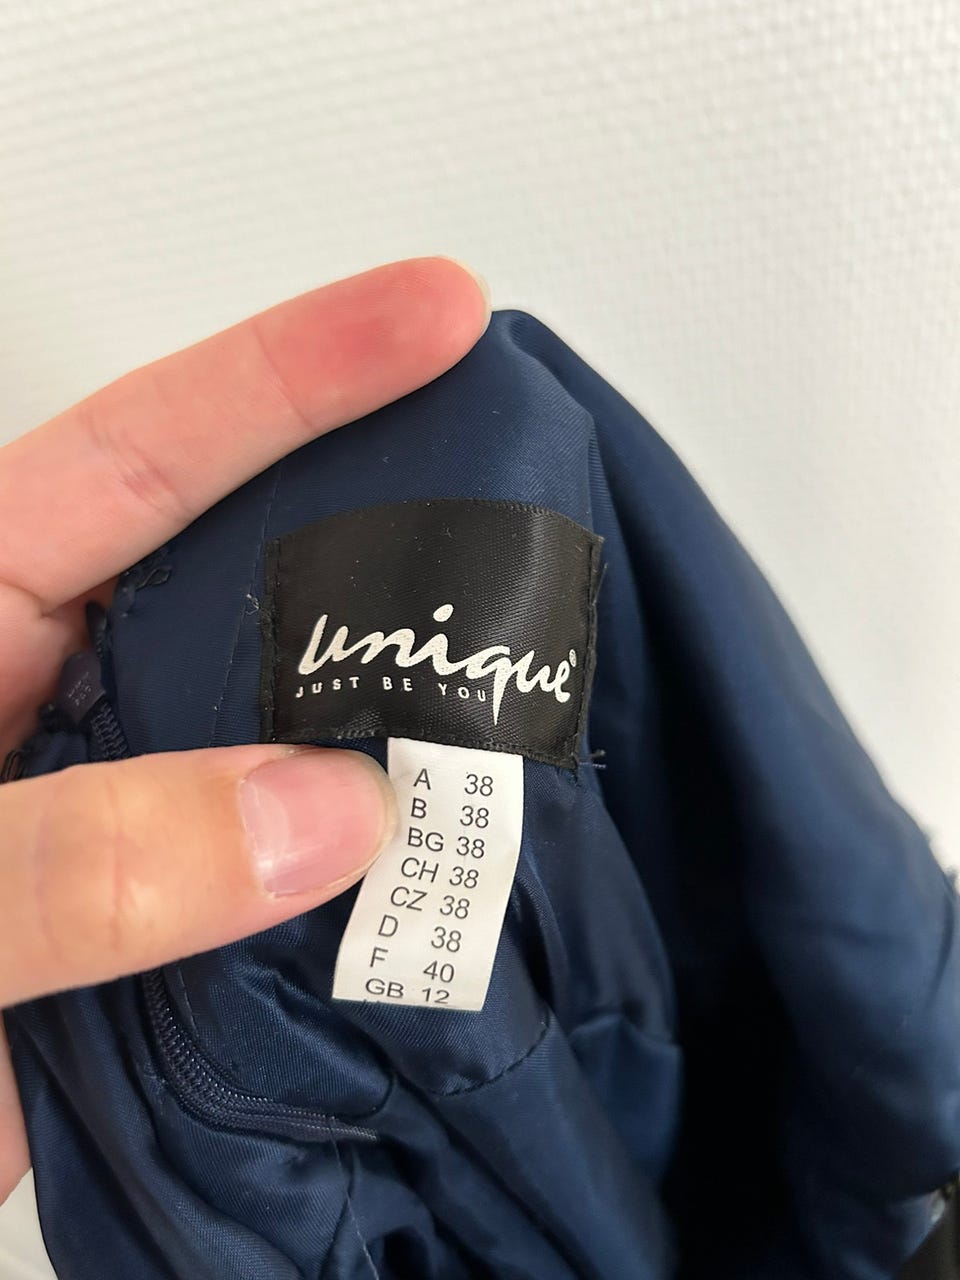 unique®
JUST BE YOU
A 38
B 38
BG 38
CH 38
CZ 38
D 38
F 40
GB 12